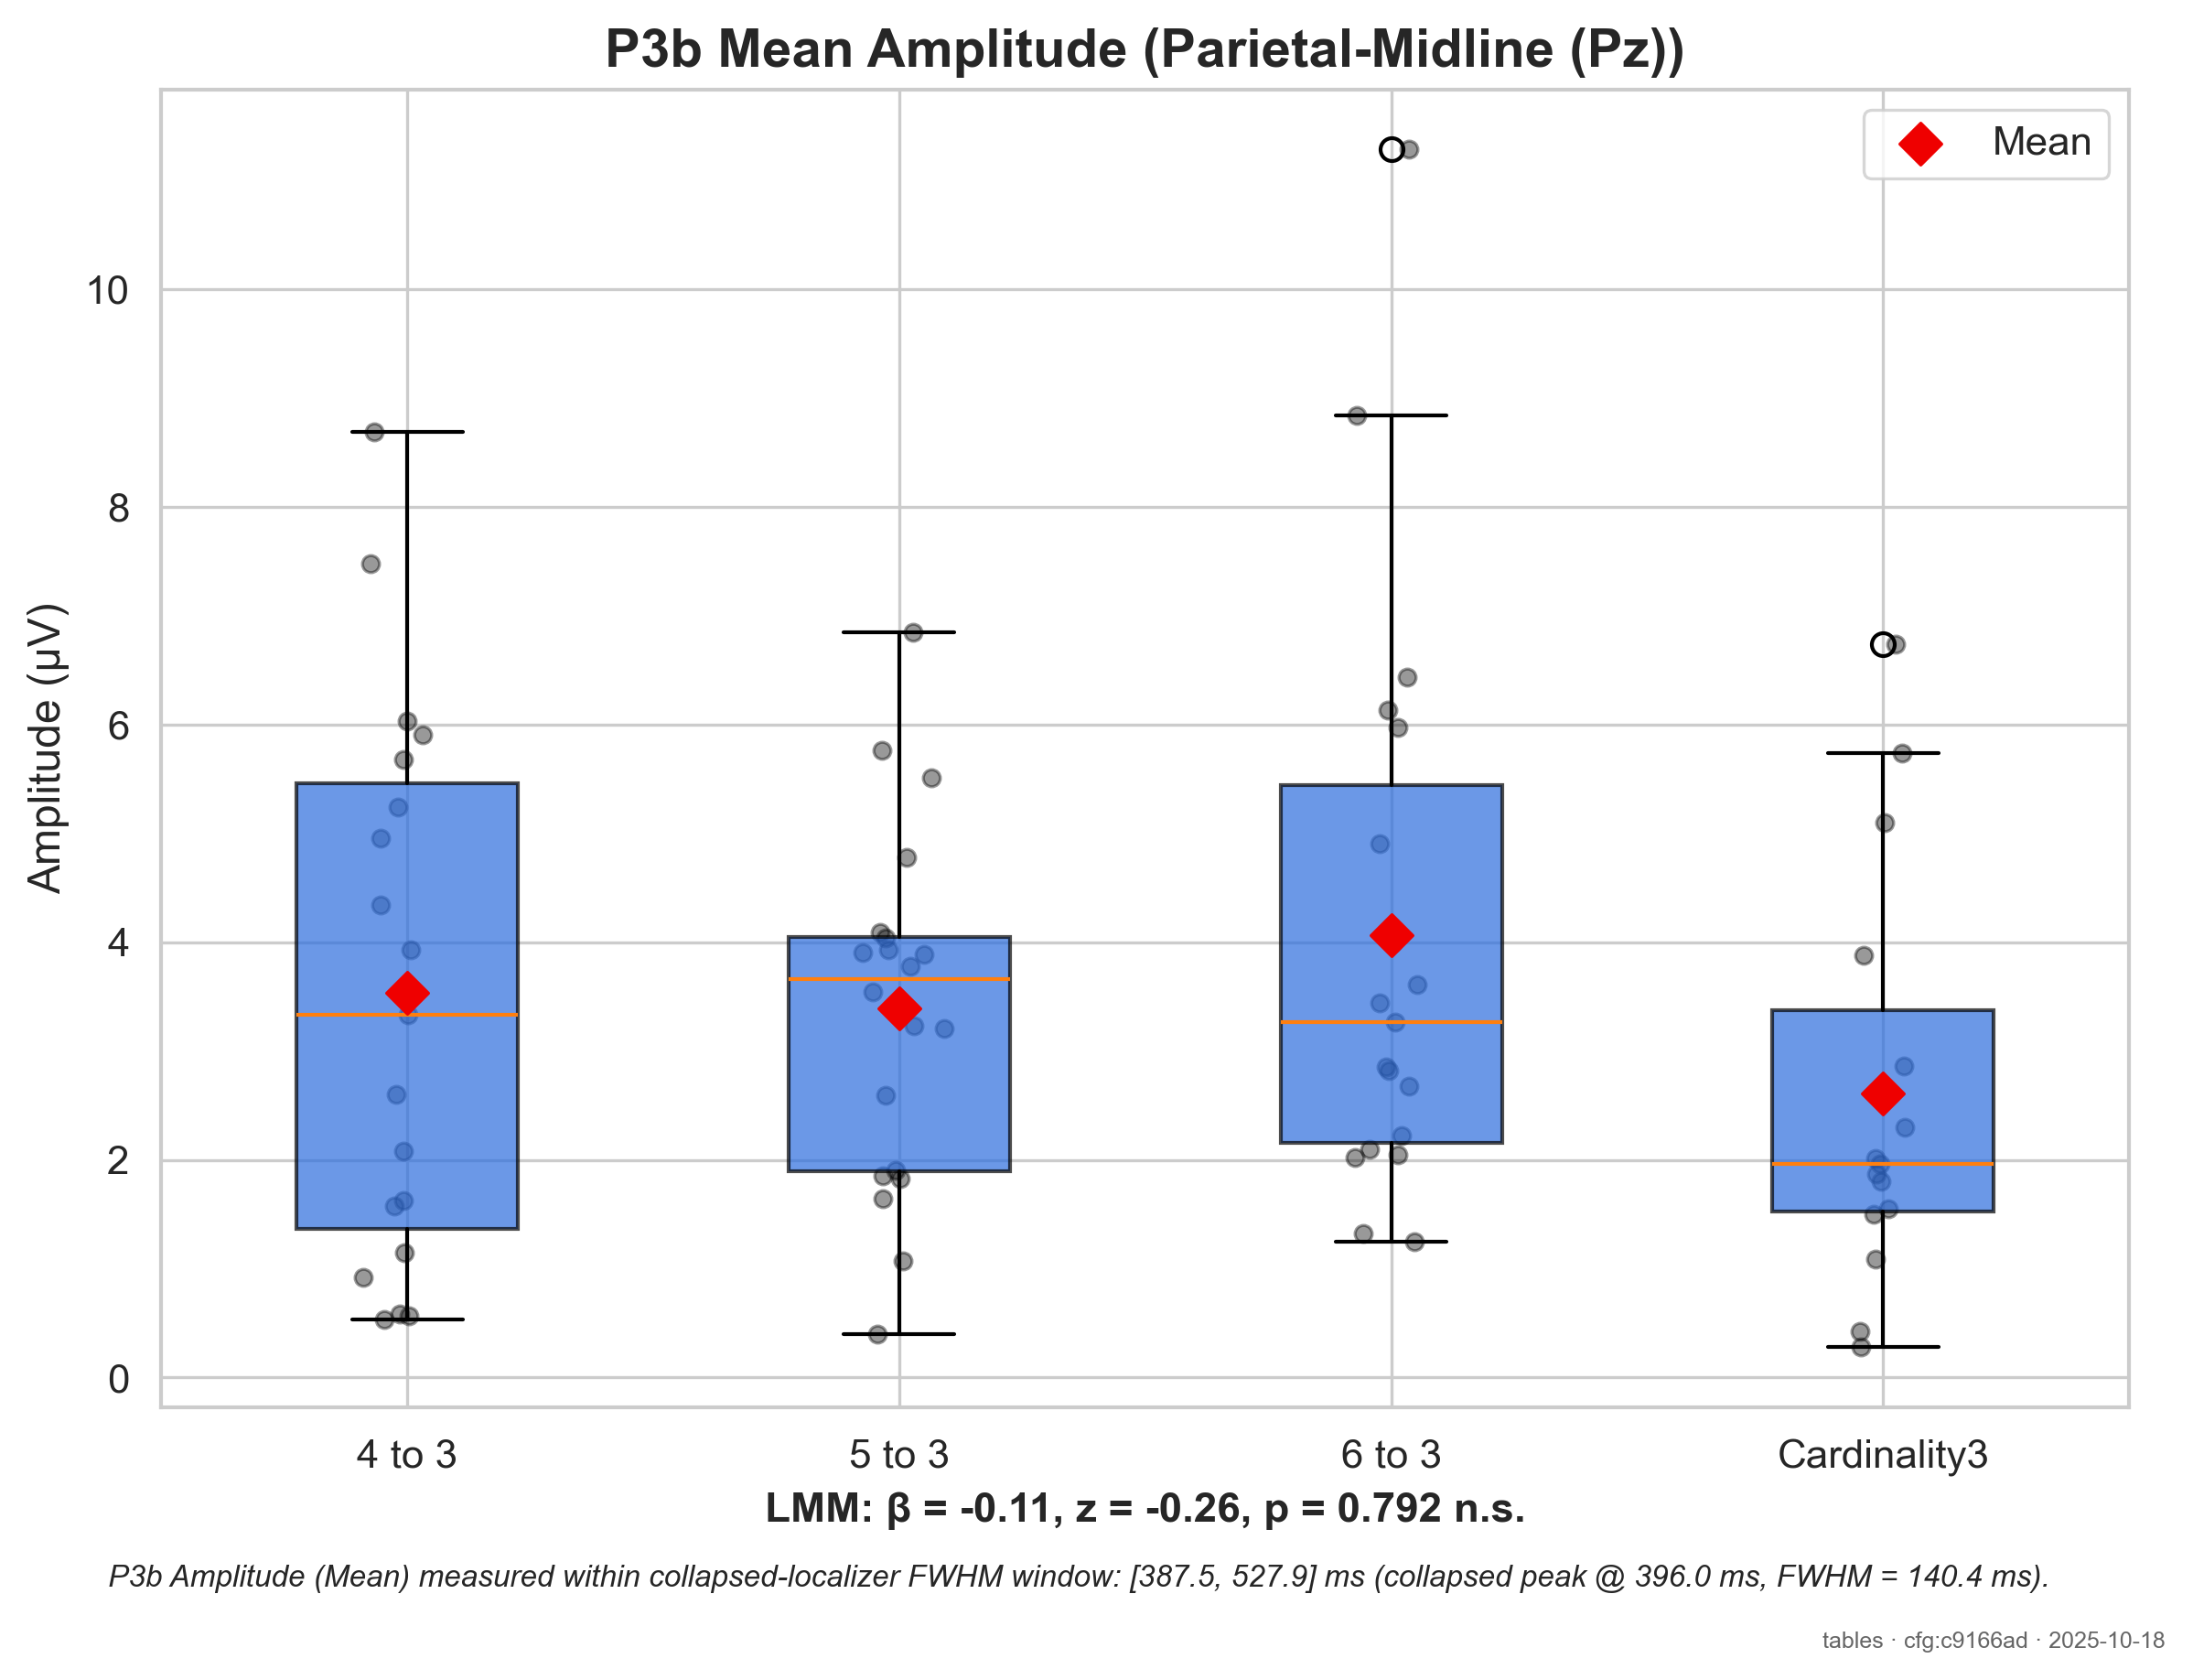 P3b Mean Amplitude (Parietal-Midline (Pz))
Mean
Amplitude (µV)
10
8
6
4
2
0
4 to 3
5 to 3
6 to 3
Cardinality3
LMM: β = -0.11, z = -0.26, p = 0.792 n.s.
P3b Amplitude (Mean) measured within collapsed-localizer FWHM window: [387.5, 527.9] ms (collapsed peak @ 396.0 ms, FWHM = 140.4 ms).
tables · cfg:c9166ad · 2025-10-18